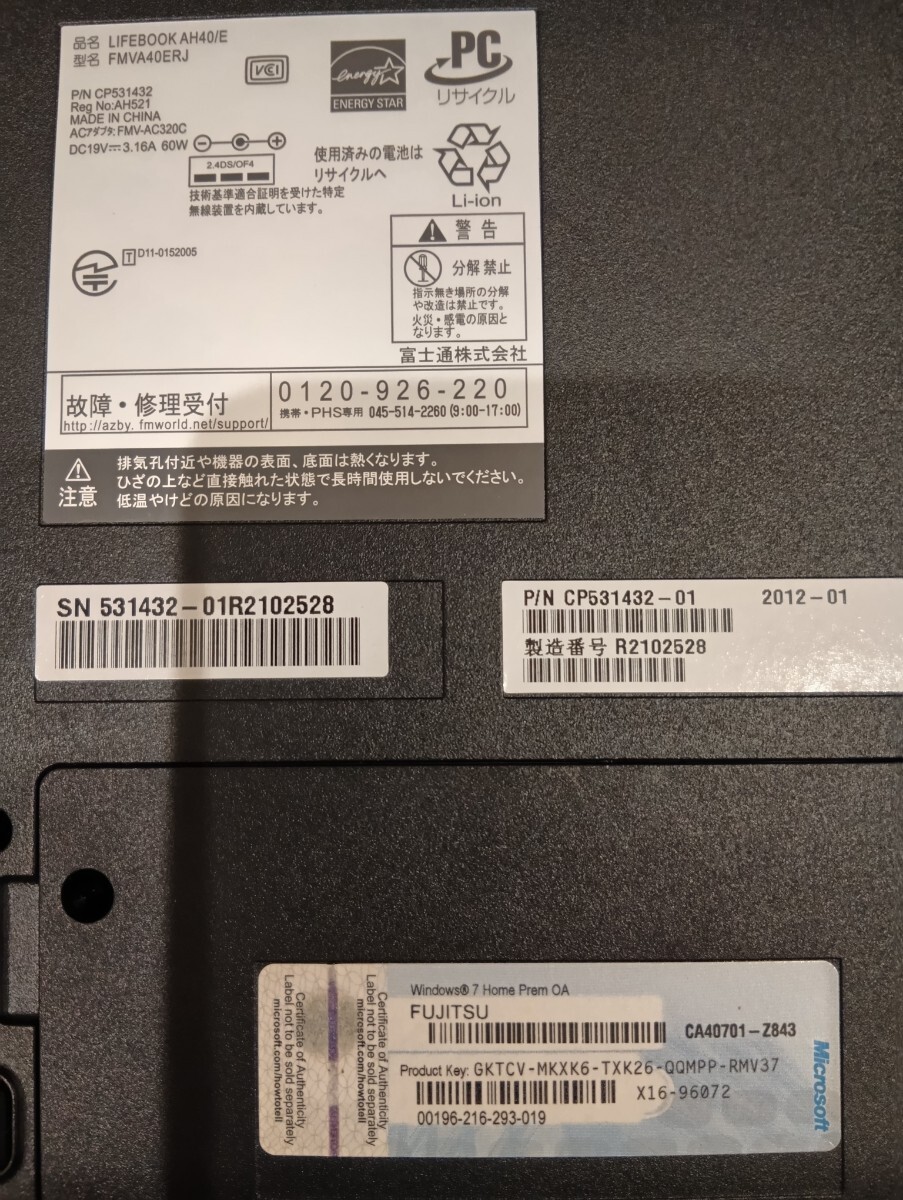 品名 LIFEBOOK AH40/E
型名 FMVA40ERJ
VCI
energy
ENERGY STAR
PC
リサイクル
P/N CP531432
Reg No:AH521
MADE IN CHINA
ACアダプタ:FMV-AC320C
DC19V⎓3.16A 60W
2.4DS/OF4
技術基準適合証明を受けた特定
無線装置を内蔵しています。
使用済みの電池は
リサイクルへ
Li-ion
T D11-0152005
警告
分解禁止
指示無き場所の分解
や改造は禁止です。
火災・感電の原因と
なります。
富士通株式会社
故障・修理受付
http://azby.fmworld.net/support/
0120-926-220
携帯・PHS専用 045-514-2260(9:00-17:00)
注意
排気孔付近や機器の表面、底面は熱くなります。
ひざの上など直接触れた状態で長時間使用しないでください。
低温やけどの原因になります。
SN 531432-01R2102528
P/N CP531432-01 2012-01
製造番号 R2102528
Certificate of Authenticity
Label not to be sold separately
microsoft.com/howtotell
Certificate of Authenticity
Label not to be sold separately
microsoft.com/howtotell
Windows® 7 Home Prem OA
FUJITSU
CA40701-Z843
Product Key: GKTCV-MKXK6-TXK26-QQMPP-RMV37
X16-96072
00196-216-293-019
Microsoft